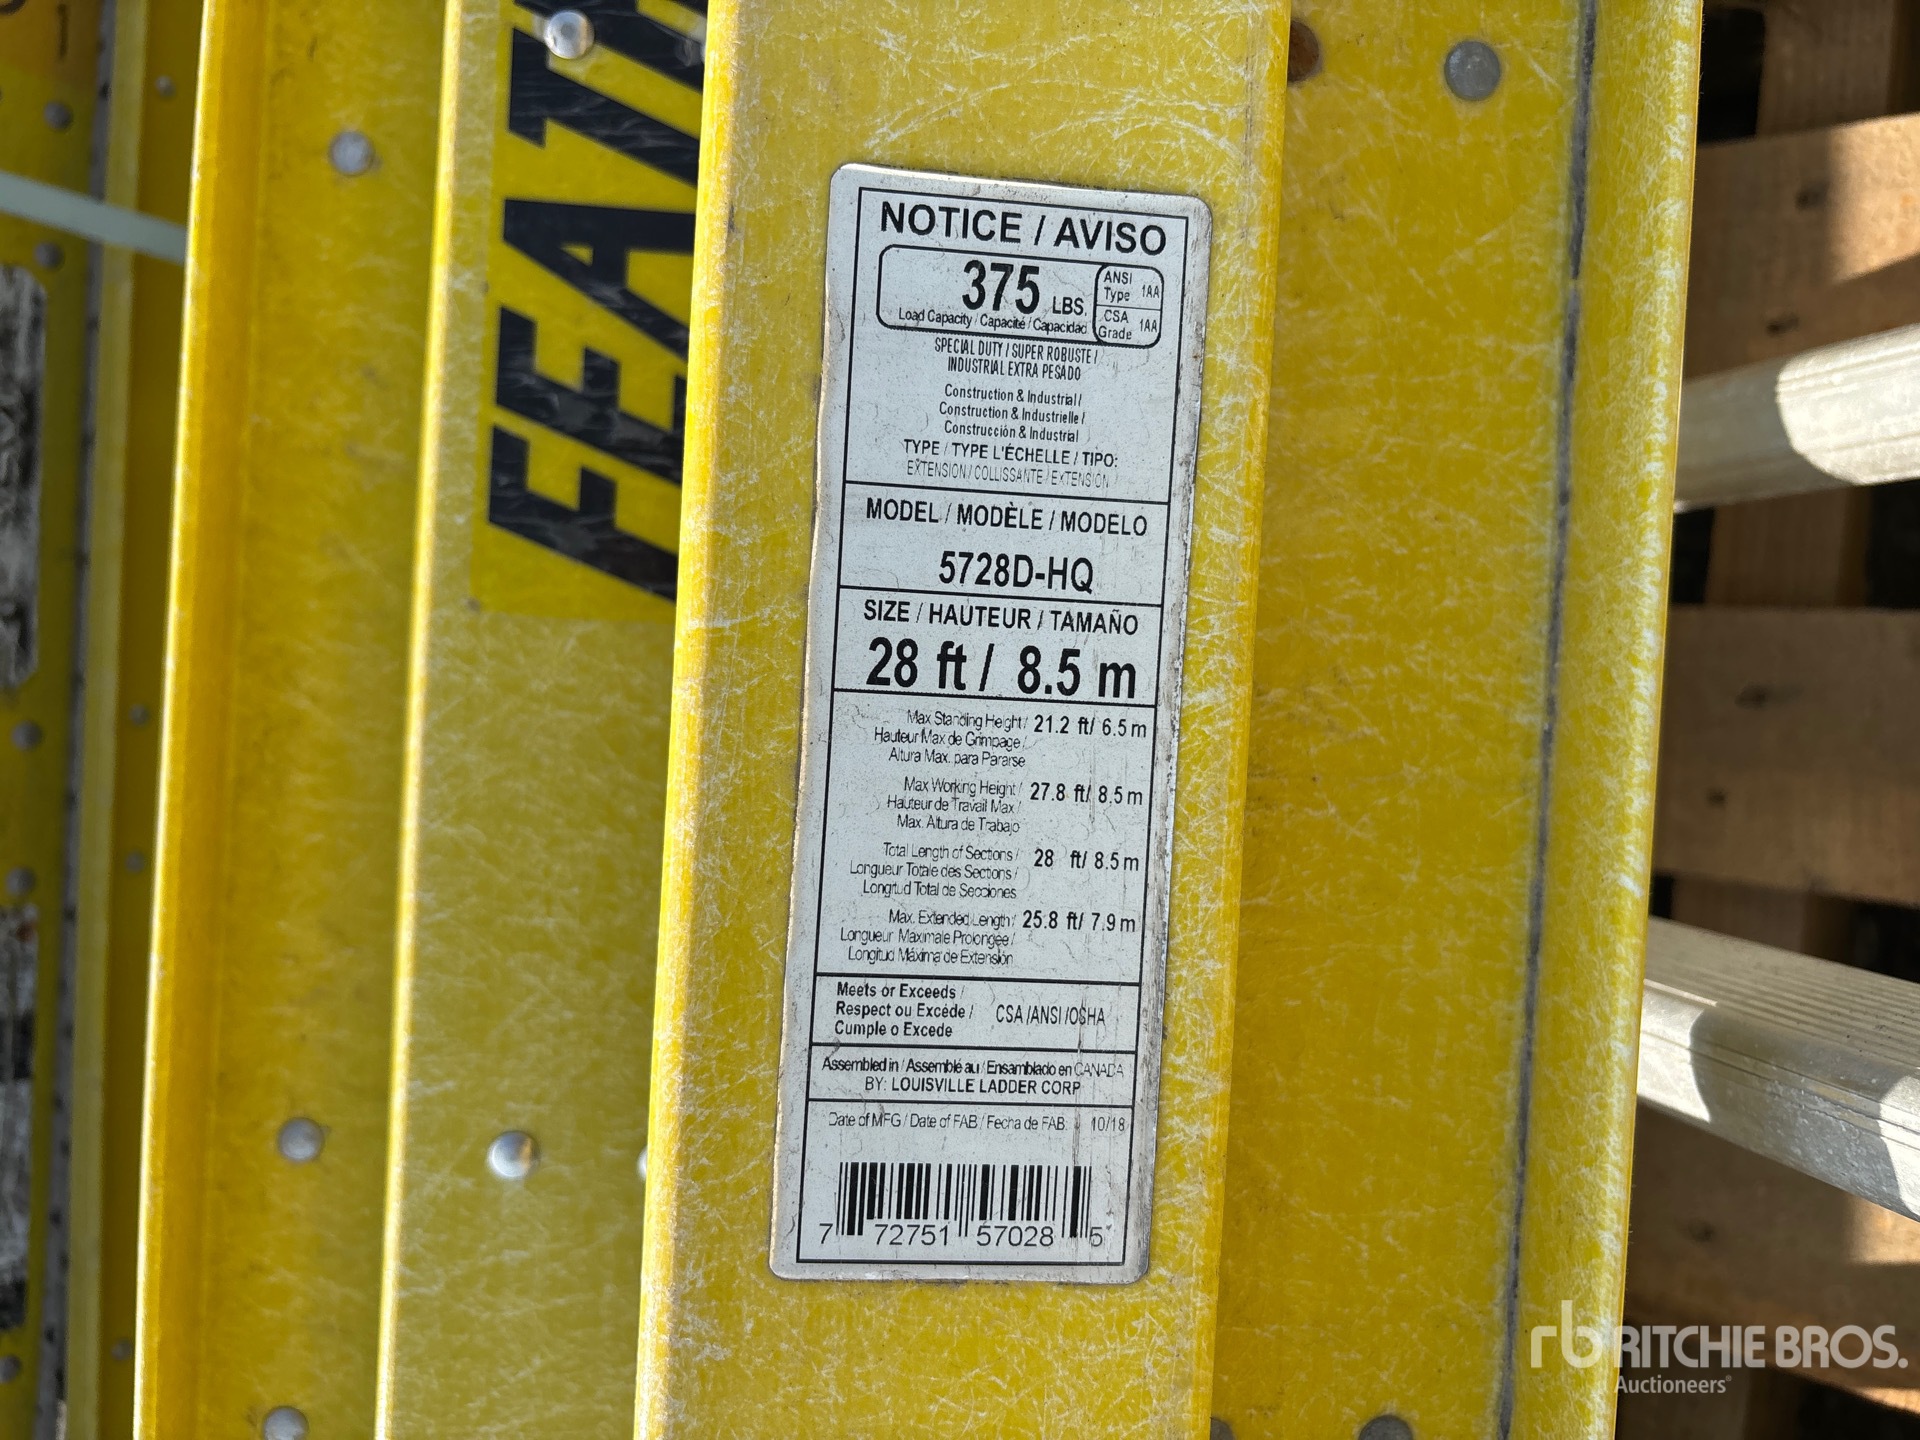 FEAT
NOTICE / AVISO
375 LBS.
Load Capacity / Capacité / Capacidad
ANSI
Type 1AA
CSA
Grade 1AA
SPECIAL DUTY / SUPER ROBUSTE /
INDUSTRIAL EXTRA PESADO
Construction & Industrial /
Construction & Industrielle /
Construcción & Industrial
TYPE / TYPE L'ÉCHELLE / TIPO:
EXTENSION / COLLISSANTE / EXTENSION
MODEL / MODÈLE / MODELO
5728D-HQ
SIZE / HAUTEUR / TAMAÑO
28 ft / 8.5 m
Max Standing Height / 21.2 ft/ 6.5 m
Hauteur Max de Grimpage /
Altura Max. para Pararse
Max Working Height / 27.8 ft/ 8.5 m
Hauteur de Travail Max /
Max. Altura de Trabajo
Total Length of Sections / 28 ft/ 8.5 m
Longueur Totale des Sections /
Longitud Total de Secciones
Max. Extended Length / 25.8 ft/ 7.9 m
Longueur Maximale Prolongée /
Longitud Máxima de Extensión
Meets or Exceeds /
Respect ou Excéde / CSA /ANSI /OSHA
Cumple o Excede
Assembled in / Assemblé au / Ensamblado en CANADA
BY: LOUISVILLE LADDER CORP
Date of MFG / Date of FAB / Fecha de FAB: 10/18
7 72751 57028 5
rb RITCHIE BROS.
Auctioneers